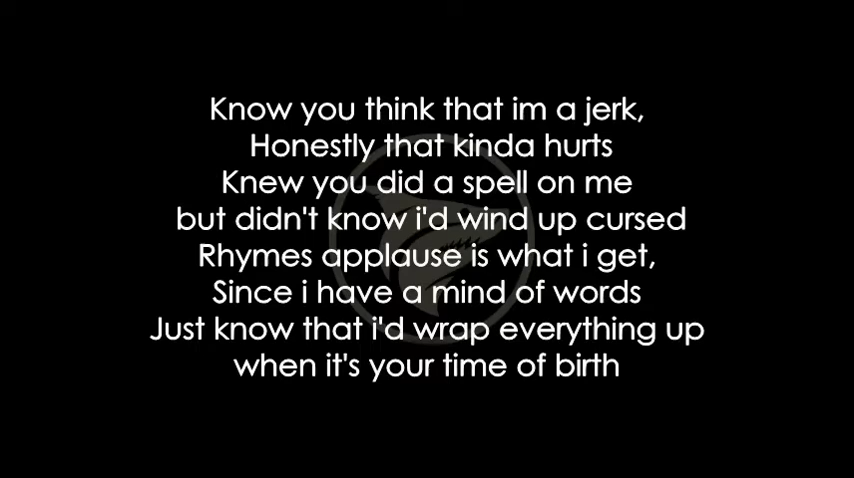 Know you think that im a jerk,
Honestly that kinda hurts
Knew you did a spell on me
but didn't know i'd wind up cursed
Rhymes applause is what i get,
Since i have a mind of words
Just know that i'd wrap everything up
when it's your time of birth